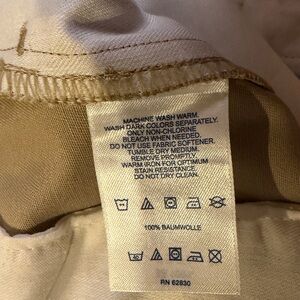 MACHINE WASH WARM.
WASH DARK COLORS SEPARATELY.
ONLY NON-CHLORINE
BLEACH WHEN NEEDED.
DO NOT USE FABRIC SOFTENER.
TUMBLE DRY MEDIUM.
REMOVE PROMPTLY.
WARM IRON FOR OPTIMUM
STAIN RESISTANCE.
DO NOT DRY CLEAN.
100% BAUMWOLLE
RN 62830